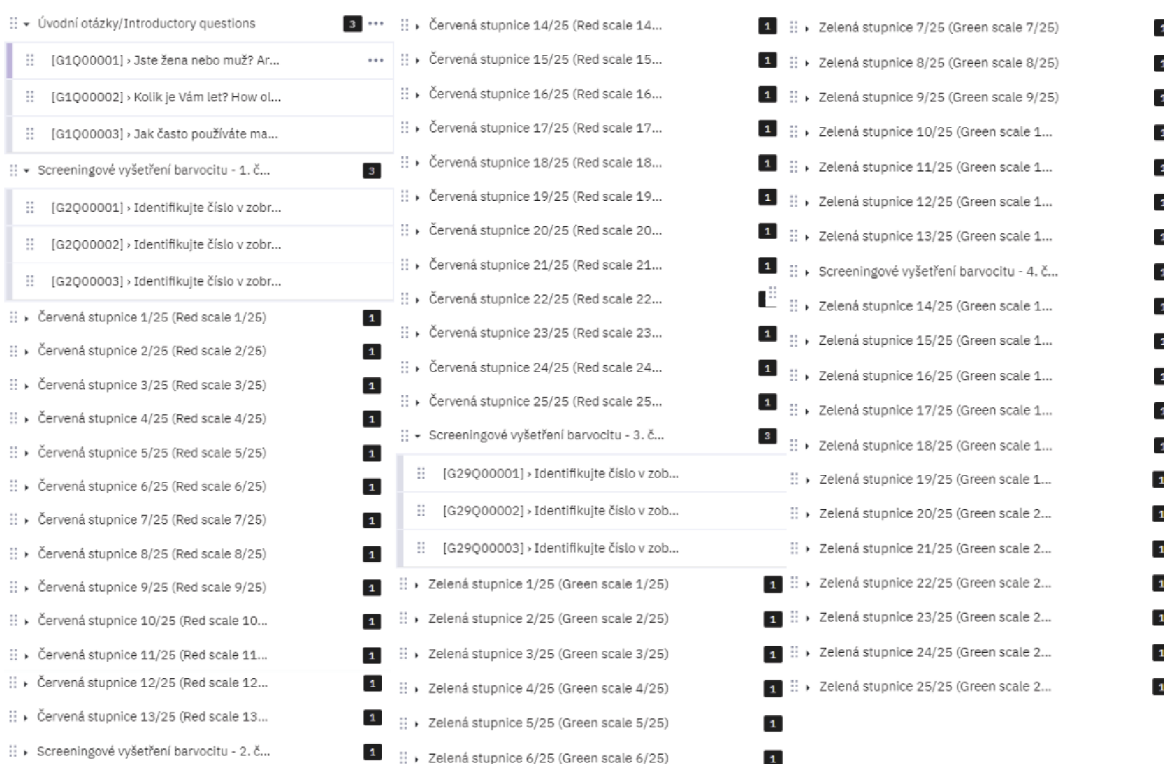 Úvodní otázky/Introductory questions 3
[G1Q00001] › Jste žena nebo muž? Ar...
[G1Q00002] › Kolik je Vám let? How ol...
[G1Q00003] › Jak často používáte ma...
Screeningové vyšetření barvocitu - 1. č... 3
[G2Q00001] › Identifikujte číslo v zobr...
[G2Q00002] › Identifikujte číslo v zobr...
[G2Q00003] › Identifikujte číslo v zobr...
Červená stupnice 1/25 (Red scale 1/25) 1
Červená stupnice 2/25 (Red scale 2/25) 1
Červená stupnice 3/25 (Red scale 3/25) 1
Červená stupnice 4/25 (Red scale 4/25) 1
Červená stupnice 5/25 (Red scale 5/25) 1
Červená stupnice 6/25 (Red scale 6/25) 1
Červená stupnice 7/25 (Red scale 7/25) 1
Červená stupnice 8/25 (Red scale 8/25) 1
Červená stupnice 9/25 (Red scale 9/25) 1
Červená stupnice 10/25 (Red scale 10... 1
Červená stupnice 11/25 (Red scale 11... 1
Červená stupnice 12/25 (Red scale 12... 1
Červená stupnice 13/25 (Red scale 13... 1
Screeningové vyšetření barvocitu - 2. č... 1
Červená stupnice 14/25 (Red scale 14... 1
Červená stupnice 15/25 (Red scale 15... 1
Červená stupnice 16/25 (Red scale 16... 1
Červená stupnice 17/25 (Red scale 17... 1
Červená stupnice 18/25 (Red scale 18... 1
Červená stupnice 19/25 (Red scale 19... 1
Červená stupnice 20/25 (Red scale 20... 1
Červená stupnice 21/25 (Red scale 21... 1
Červená stupnice 22/25 (Red scale 22...
Červená stupnice 23/25 (Red scale 23... 1
Červená stupnice 24/25 (Red scale 24... 1
Červená stupnice 25/25 (Red scale 25... 1
Screeningové vyšetření barvocitu - 3. č... 3
[G29Q00001] › Identifikujte číslo v zob...
[G29Q00002] › Identifikujte číslo v zob...
[G29Q00003] › Identifikujte číslo v zob...
Zelená stupnice 1/25 (Green scale 1/25) 1
Zelená stupnice 2/25 (Green scale 2/25) 1
Zelená stupnice 3/25 (Green scale 3/25) 1
Zelená stupnice 4/25 (Green scale 4/25) 1
Zelená stupnice 5/25 (Green scale 5/25) 1
Zelená stupnice 6/25 (Green scale 6/25) 1
Zelená stupnice 7/25 (Green scale 7/25) 1
Zelená stupnice 8/25 (Green scale 8/25) 1
Zelená stupnice 9/25 (Green scale 9/25) 1
Zelená stupnice 10/25 (Green scale 1... 1
Zelená stupnice 11/25 (Green scale 1... 1
Zelená stupnice 12/25 (Green scale 1... 1
Zelená stupnice 13/25 (Green scale 1... 1
Screeningové vyšetření barvocitu - 4. č... 1
Zelená stupnice 14/25 (Green scale 1... 1
Zelená stupnice 15/25 (Green scale 1... 1
Zelená stupnice 16/25 (Green scale 1... 1
Zelená stupnice 17/25 (Green scale 1... 1
Zelená stupnice 18/25 (Green scale 1... 1
Zelená stupnice 19/25 (Green scale 1... 1
Zelená stupnice 20/25 (Green scale 2... 1
Zelená stupnice 21/25 (Green scale 2... 1
Zelená stupnice 22/25 (Green scale 2... 1
Zelená stupnice 23/25 (Green scale 2... 1
Zelená stupnice 24/25 (Green scale 2... 1
Zelená stupnice 25/25 (Green scale 2... 1